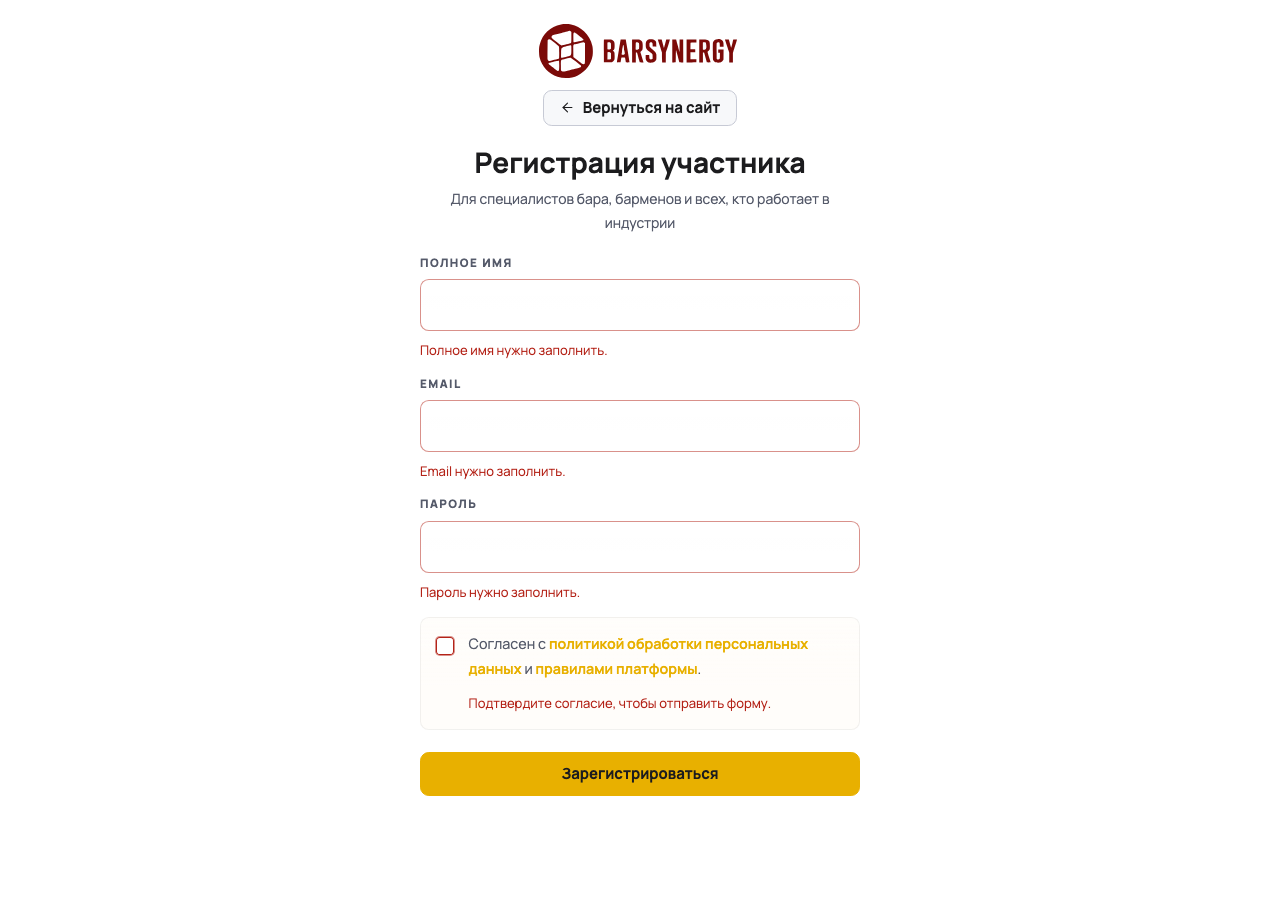 BARSYNERGY
← Вернуться на сайт
Регистрация участника
Для специалистов бара, барменов и всех, кто работает в
индустрии
ПОЛНОЕ ИМЯ
Полное имя нужно заполнить.
EMAIL
Email нужно заполнить.
ПАРОЛЬ
Пароль нужно заполнить.
Согласен с политикой обработки персональных
данных и правилами платформы.
Подтвердите согласие, чтобы отправить форму.
Зарегистрироваться